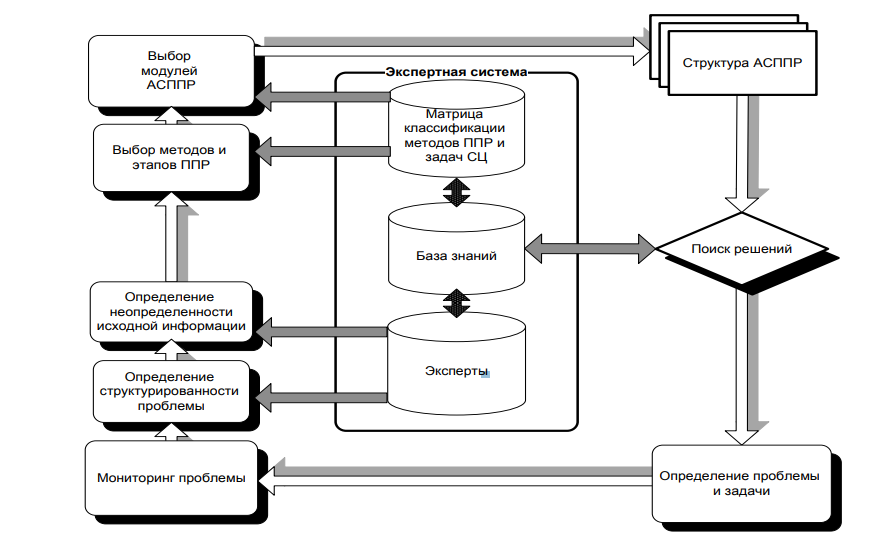 Выбор
модулей
АСППР
Экспертная система
Структура АСППР
Матрица
классификации
методов ППР и
задач СЦ
Выбор методов и
этапов ППР
База знаний
Поиск решений
Определение
неопределенности
исходной информации
Эксперты
Определение
структурированности
проблемы
Мониторинг проблемы
Определение проблемы
и задачи